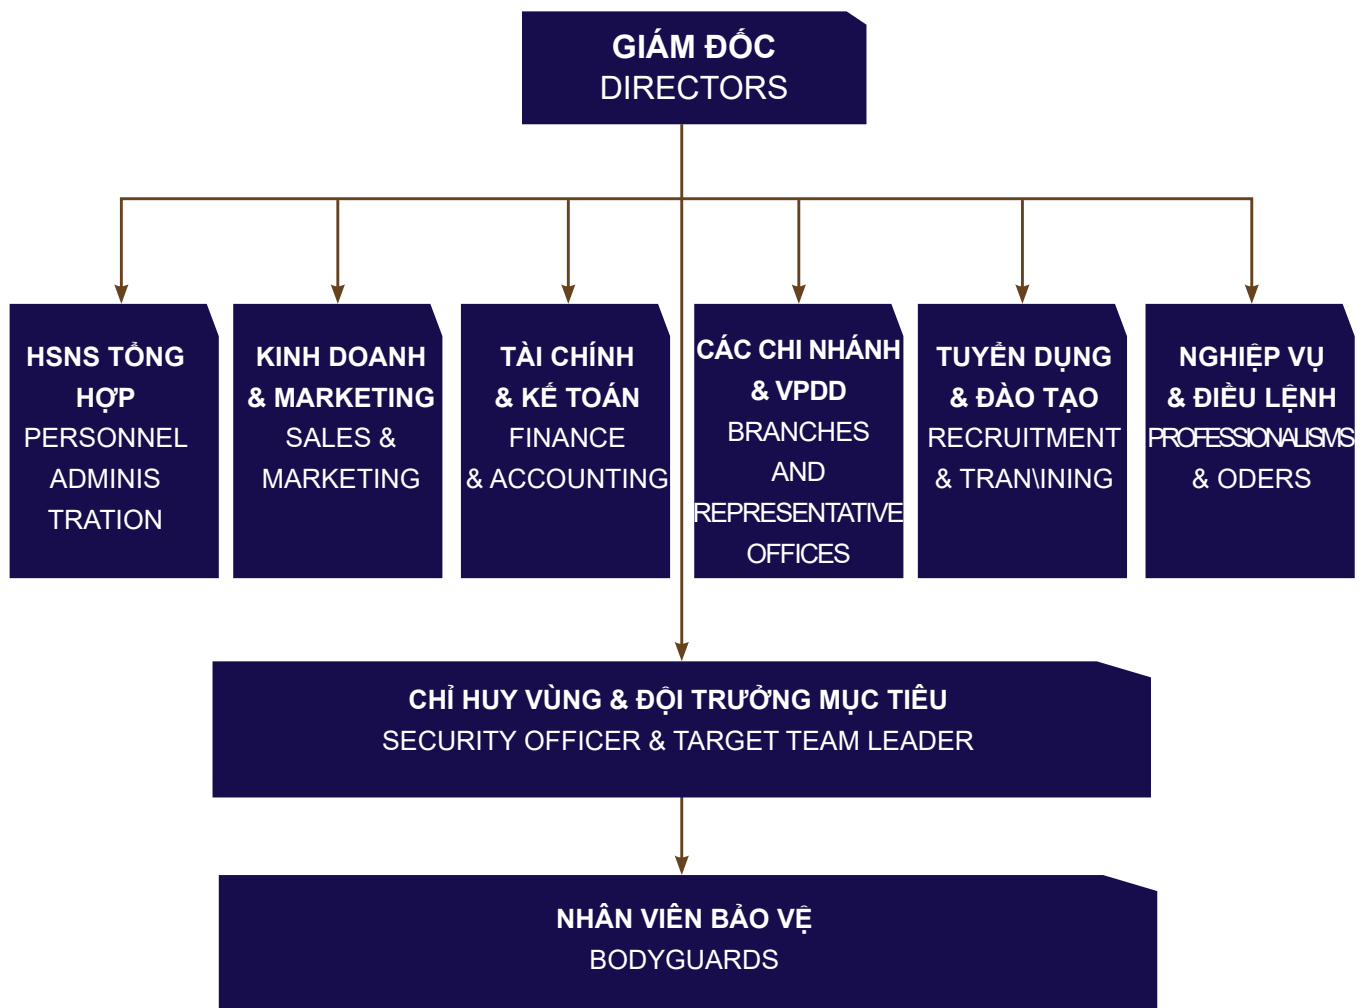 GIÁM ĐỐC
DIRECTORS
HSNS TỔNG
HỢP
PERSONNEL
ADMINIS
TRATION
KINH DOANH
& MARKETING
SALES &
MARKETING
TÀI CHÍNH
& KẾ TOÁN
FINANCE
& ACCOUNTING
CÁC CHI NHÁNH
& VPDD
BRANCHES
AND
REPRESENTATIVE
OFFICES
TUYỂN DỤNG
& ĐÀO TẠO
RECRUITMENT
& TRAN\INING
NGHIỆP VỤ
& ĐIỀU LỆNH
PROFESSIONALISMS
& ODERS
CHỈ HUY VÙNG & ĐỘI TRƯỞNG MỤC TIÊU
SECURITY OFFICER & TARGET TEAM LEADER
NHÂN VIÊN BẢO VỆ
BODYGUARDS